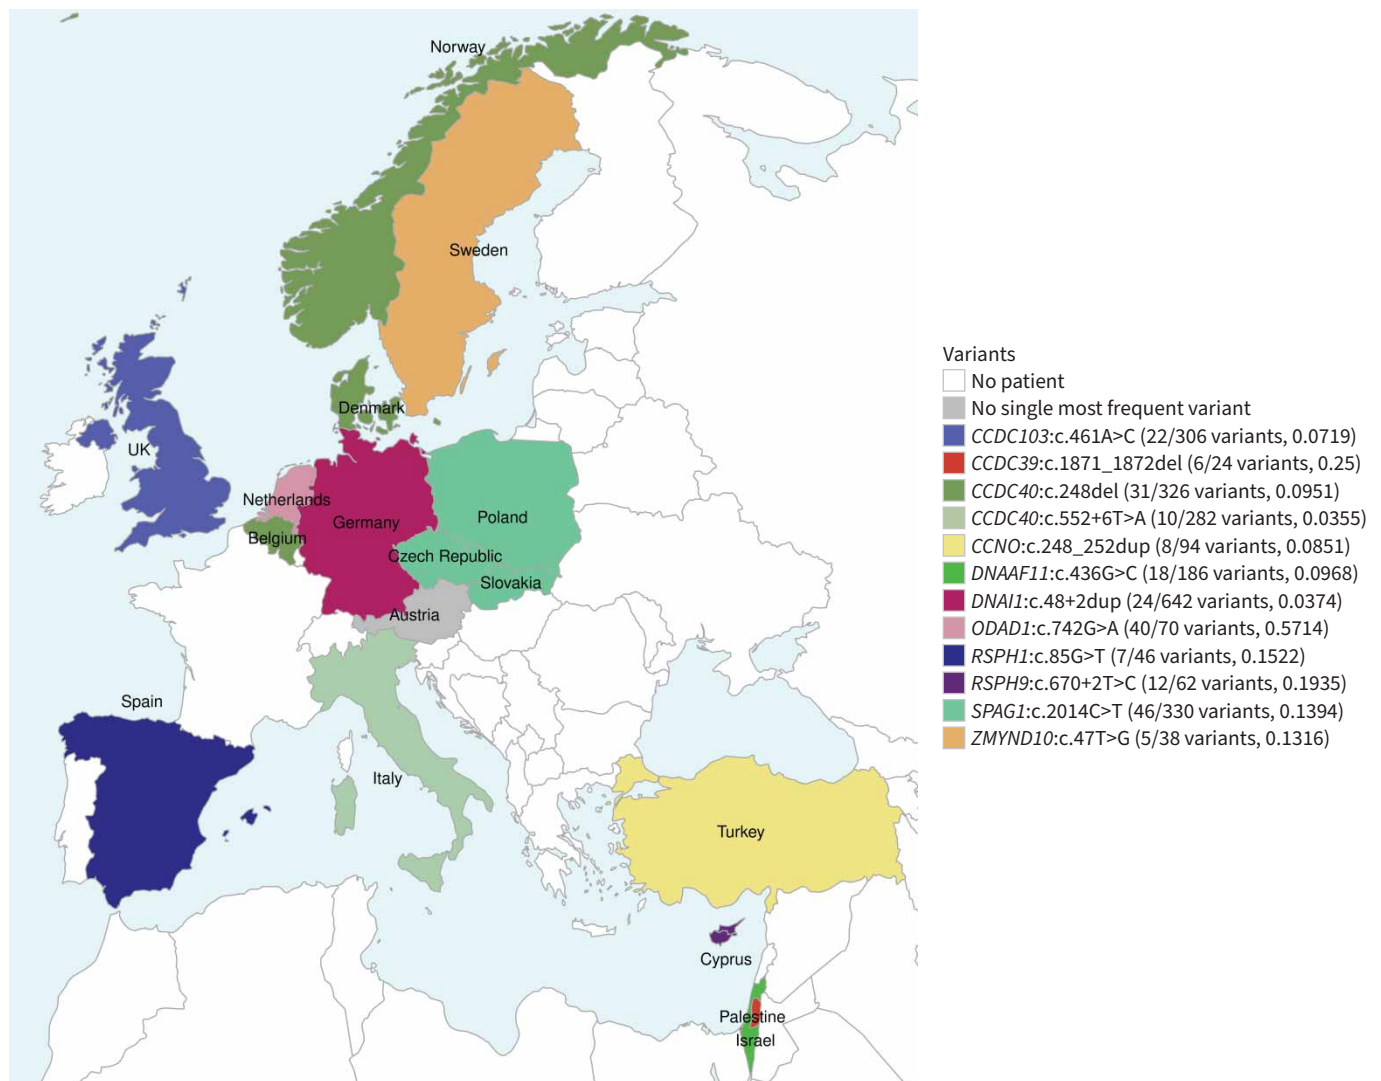 Norway
Sweden
Denmark
UK
Netherlands
Germany
Poland
Belgium
Czech Republic
Slovakia
Austria
Spain
Italy
Turkey
Cyprus
Palestine
Israel
Variants
No patient
No single most frequent variant
CCDC103:c.461A>C (22/306 variants, 0.0719)
CCDC39:c.1871_1872del (6/24 variants, 0.25)
CCDC40:c.248del (31/326 variants, 0.0951)
CCDC40:c.552+6T>A (10/282 variants, 0.0355)
CCNO:c.248_252dup (8/94 variants, 0.0851)
DNAAF11:c.436G>C (18/186 variants, 0.0968)
DNAI1:c.48+2dup (24/642 variants, 0.0374)
ODAD1:c.742G>A (40/70 variants, 0.5714)
RSPH1:c.85G>T (7/46 variants, 0.1522)
RSPH9:c.670+2T>C (12/62 variants, 0.1935)
SPAG1:c.2014C>T (46/330 variants, 0.1394)
ZMYND10:c.47T>G (5/38 variants, 0.1316)